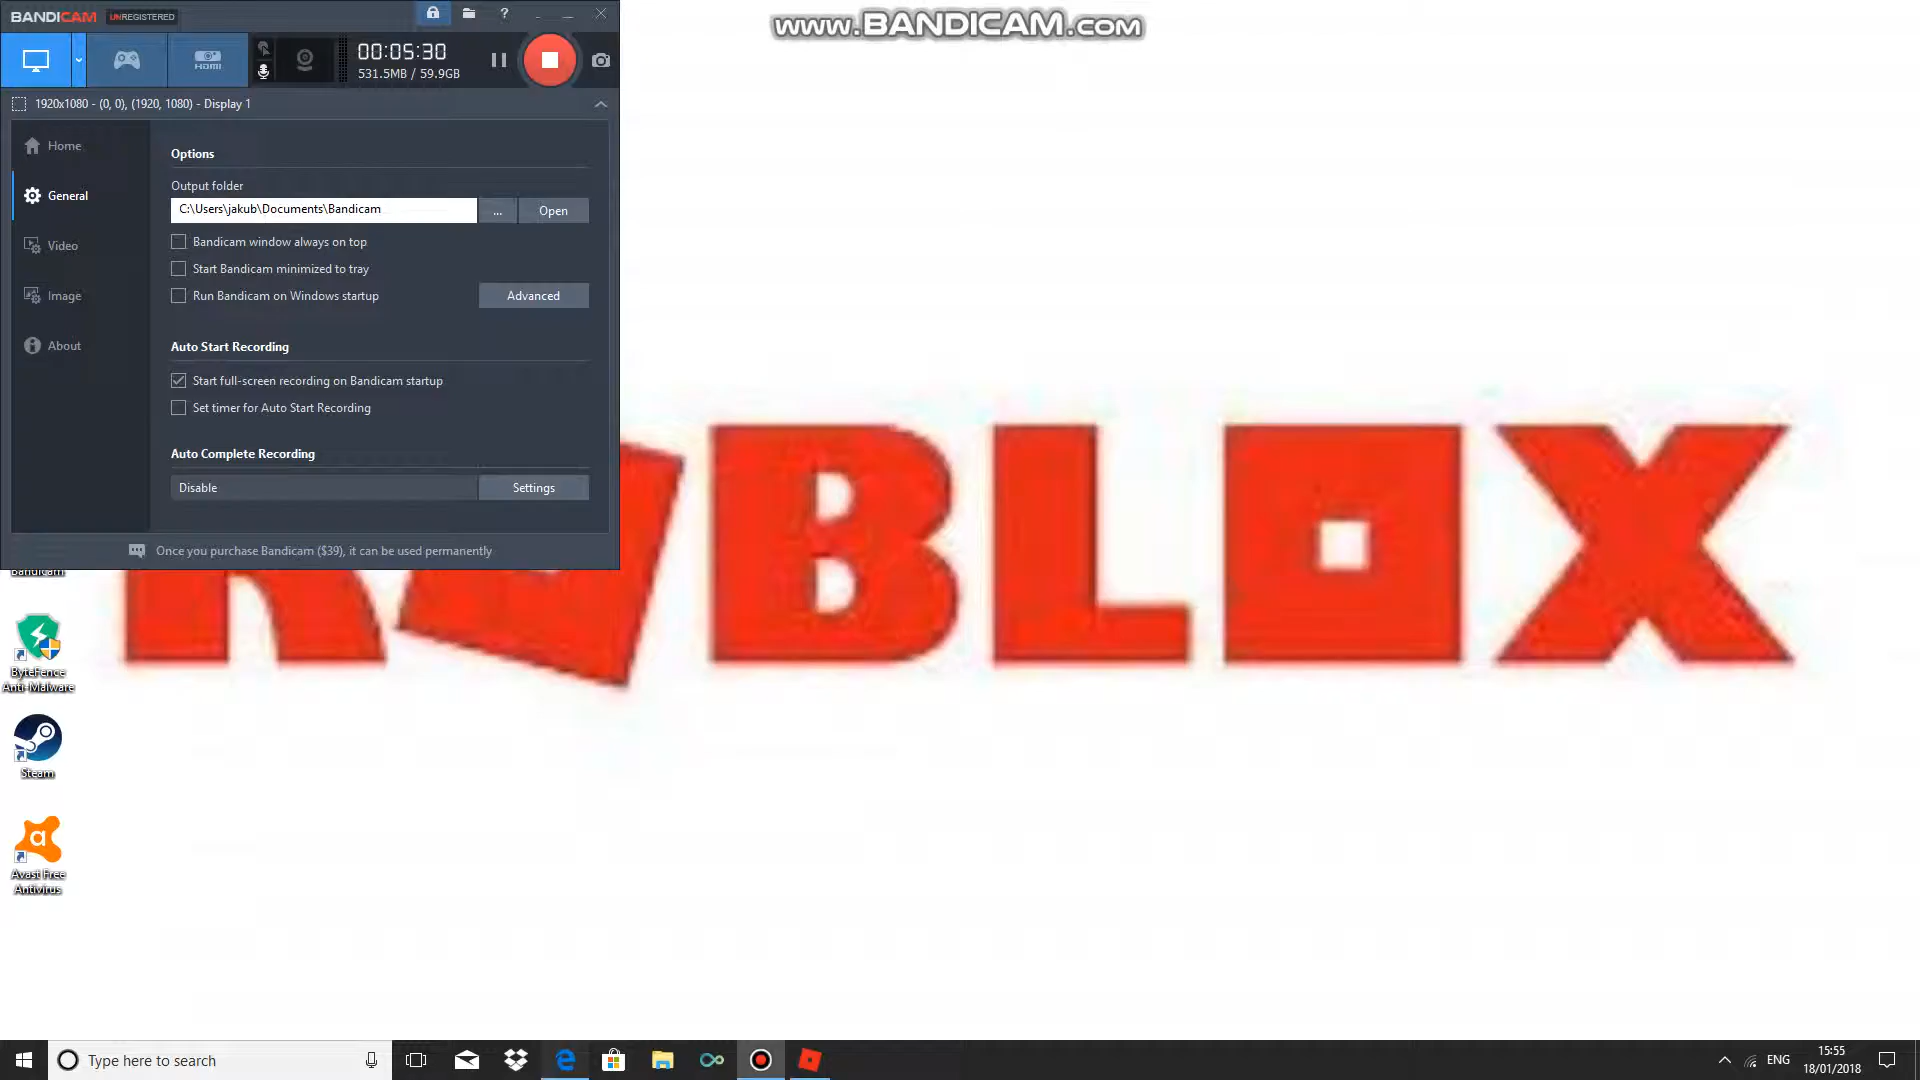 BANDICAM UNREGISTERED
?
www.BANDICAM.com
HDMI
00:05:30
531.5MB / 59.9GB
1920x1080 - (0, 0), (1920, 1080) - Display 1
Home
General
Video
Image
About
Options
Output folder
C:\Users\jakub\Documents\Bandicam
...
Open
Bandicam window always on top
Start Bandicam minimized to tray
Run Bandicam on Windows startup
Advanced
Auto Start Recording
Start full-screen recording on Bandicam startup
Set timer for Auto Start Recording
Auto Complete Recording
Disable
Settings
Once you purchase Bandicam ($39), it can be used permanently
ROBLOX
Bandicam
ByteFence
Anti-Malware
Steam
Avast Free
Antivirus
Type here to search
ENG
15:55
18/01/2018